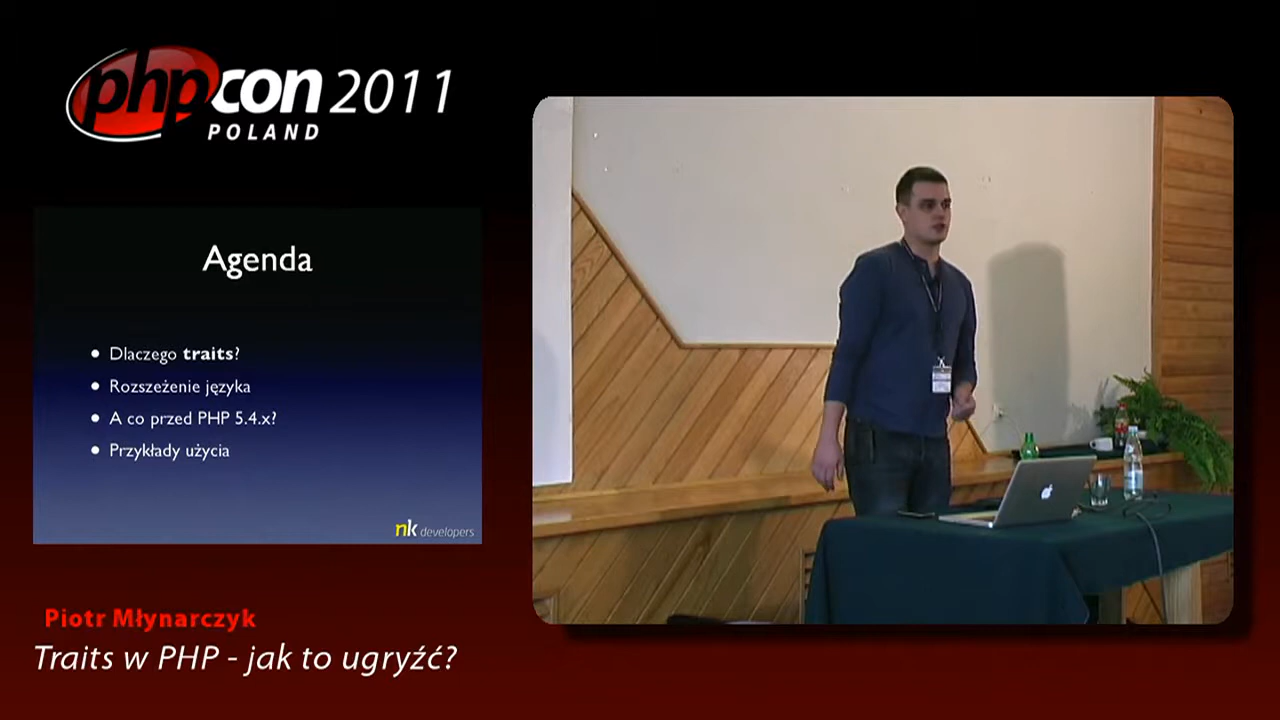 phpcon 2011
POLAND
Agenda
• Dlaczego traits?
• Rozszeżenie języka
• A co przed PHP 5.4.x?
• Przykłady użycia
nk developers
Piotr Młynarczyk
Traits w PHP - jak to ugryźć?